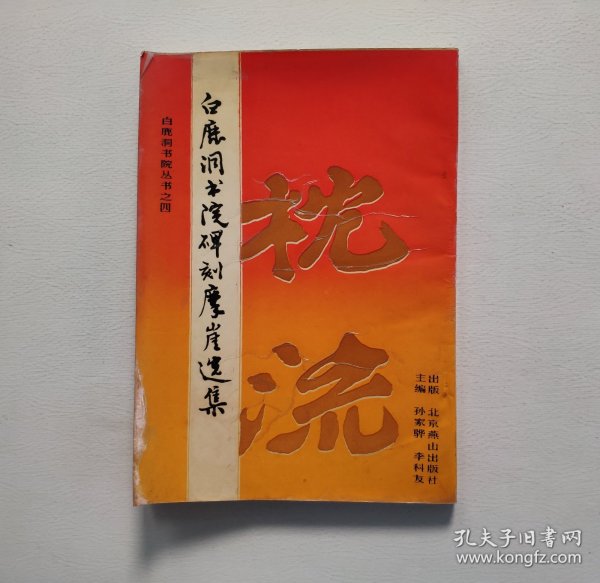 白鹿洞书院丛书之四
白鹿洞书院碑刻摩崖选集
枕
流
出版 北京燕山出版社
主编 孙家骅 李科友
孔夫子旧书网
www.kongfz.com